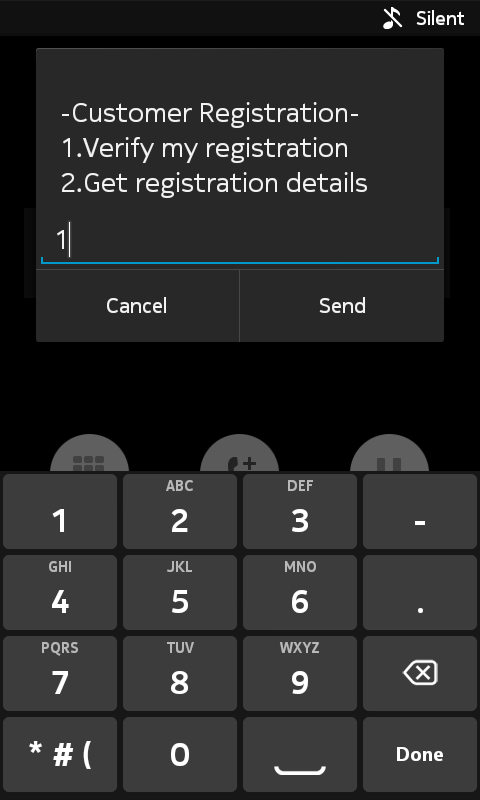 Silent
-Customer Registration-
1.Verify my registration
2.Get registration details
1
Cancel
Send
1
ABC
2
DEF
3
-
GHI
4
JKL
5
MNO
6
.
PQRS
7
TUV
8
WXYZ
9
* # (
0
Done